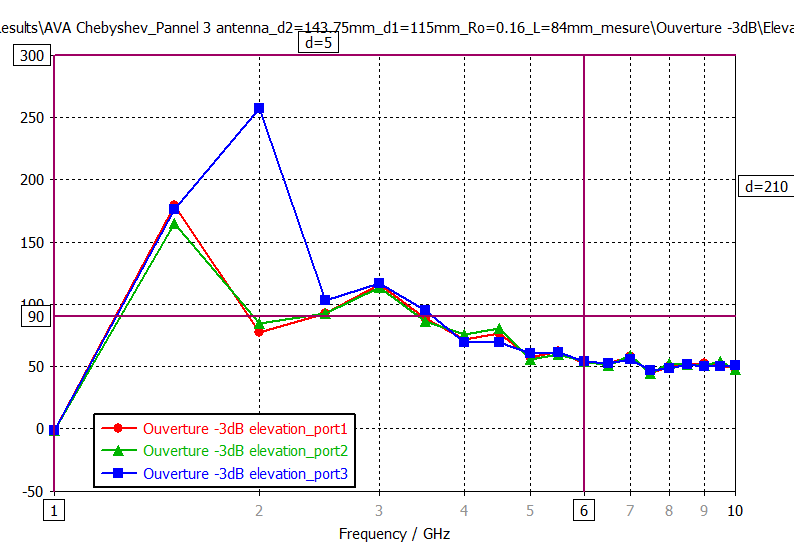 esults\AVA Chebyshev_Pannel 3 antenna_d2=143.75mm_d1=115mm_Ro=0.16_L=84mm_mesure\Ouverture -3dB\Eleva
d=5
300
250
200
d=210
150
100
90
50
0
Ouverture -3dB elevation_port1
Ouverture -3dB elevation_port2
Ouverture -3dB elevation_port3
-50
1 2 3 4 5 6 7 8 9 10
Frequency / GHz